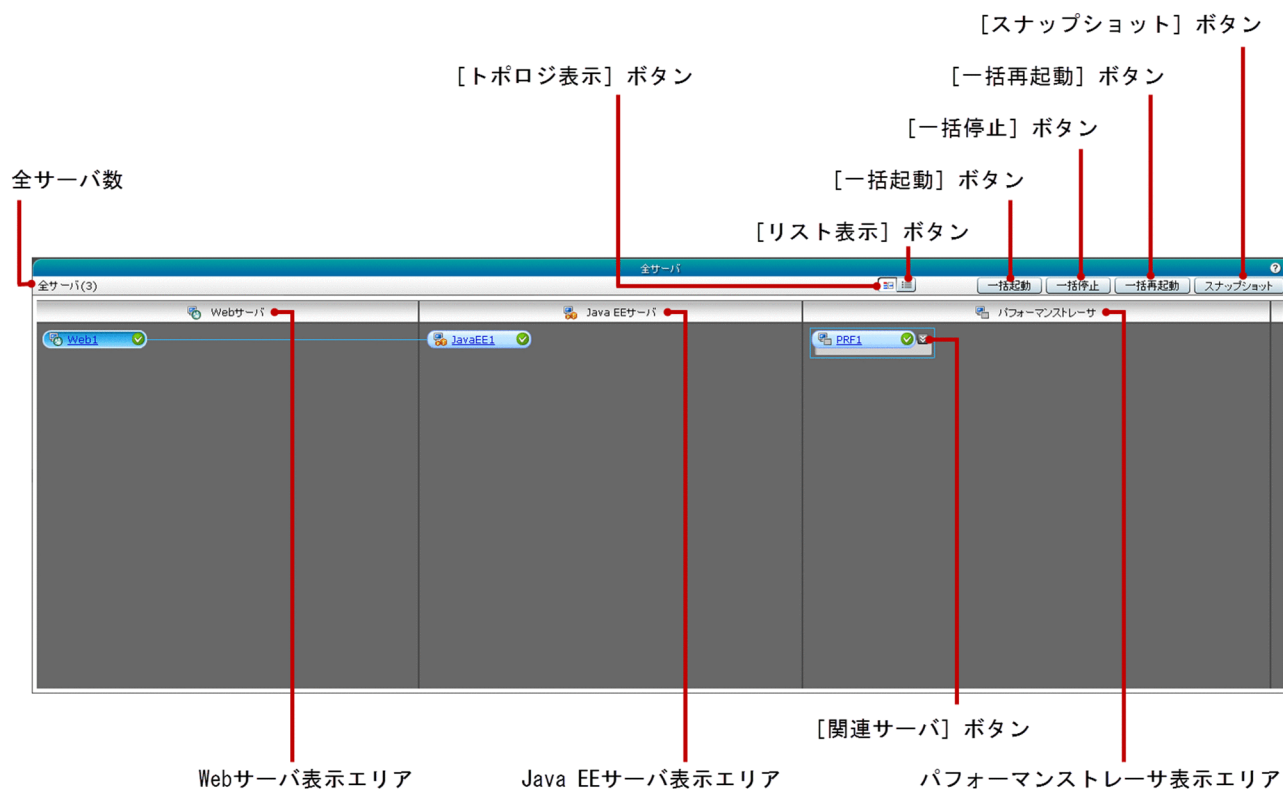 ［スナップショット］ボタン
［トポロジ表示］ボタン
［一括再起動］ボタン
［一括停止］ボタン
全サーバ数
［一括起動］ボタン
［リスト表示］ボタン
全サーバ
?
全サーバ(3)
一括起動
一括停止
一括再起動
スナップショット
Webサーバ
Java EEサーバ
パフォーマンストレーサ
Web1
JavaEE1
PRF1
［関連サーバ］ボタン
Webサーバ表示エリア
Java EEサーバ表示エリア
パフォーマンストレーサ表示エリア